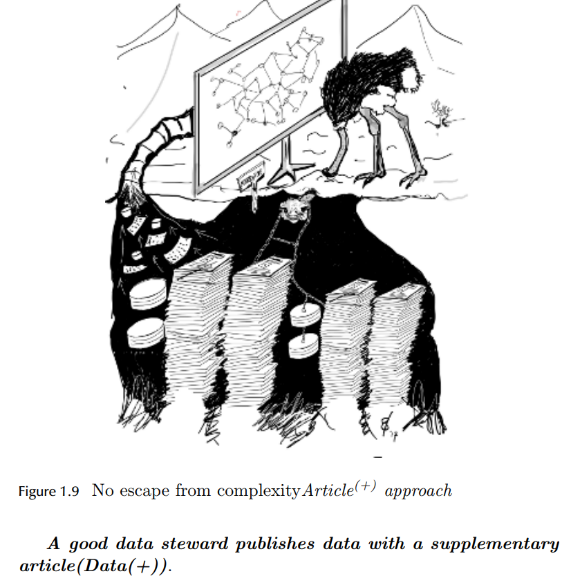 Figure 1.9 No escape from complexityArticle(+) approach
A good data steward publishes data with a supplementary
article(Data(+)).